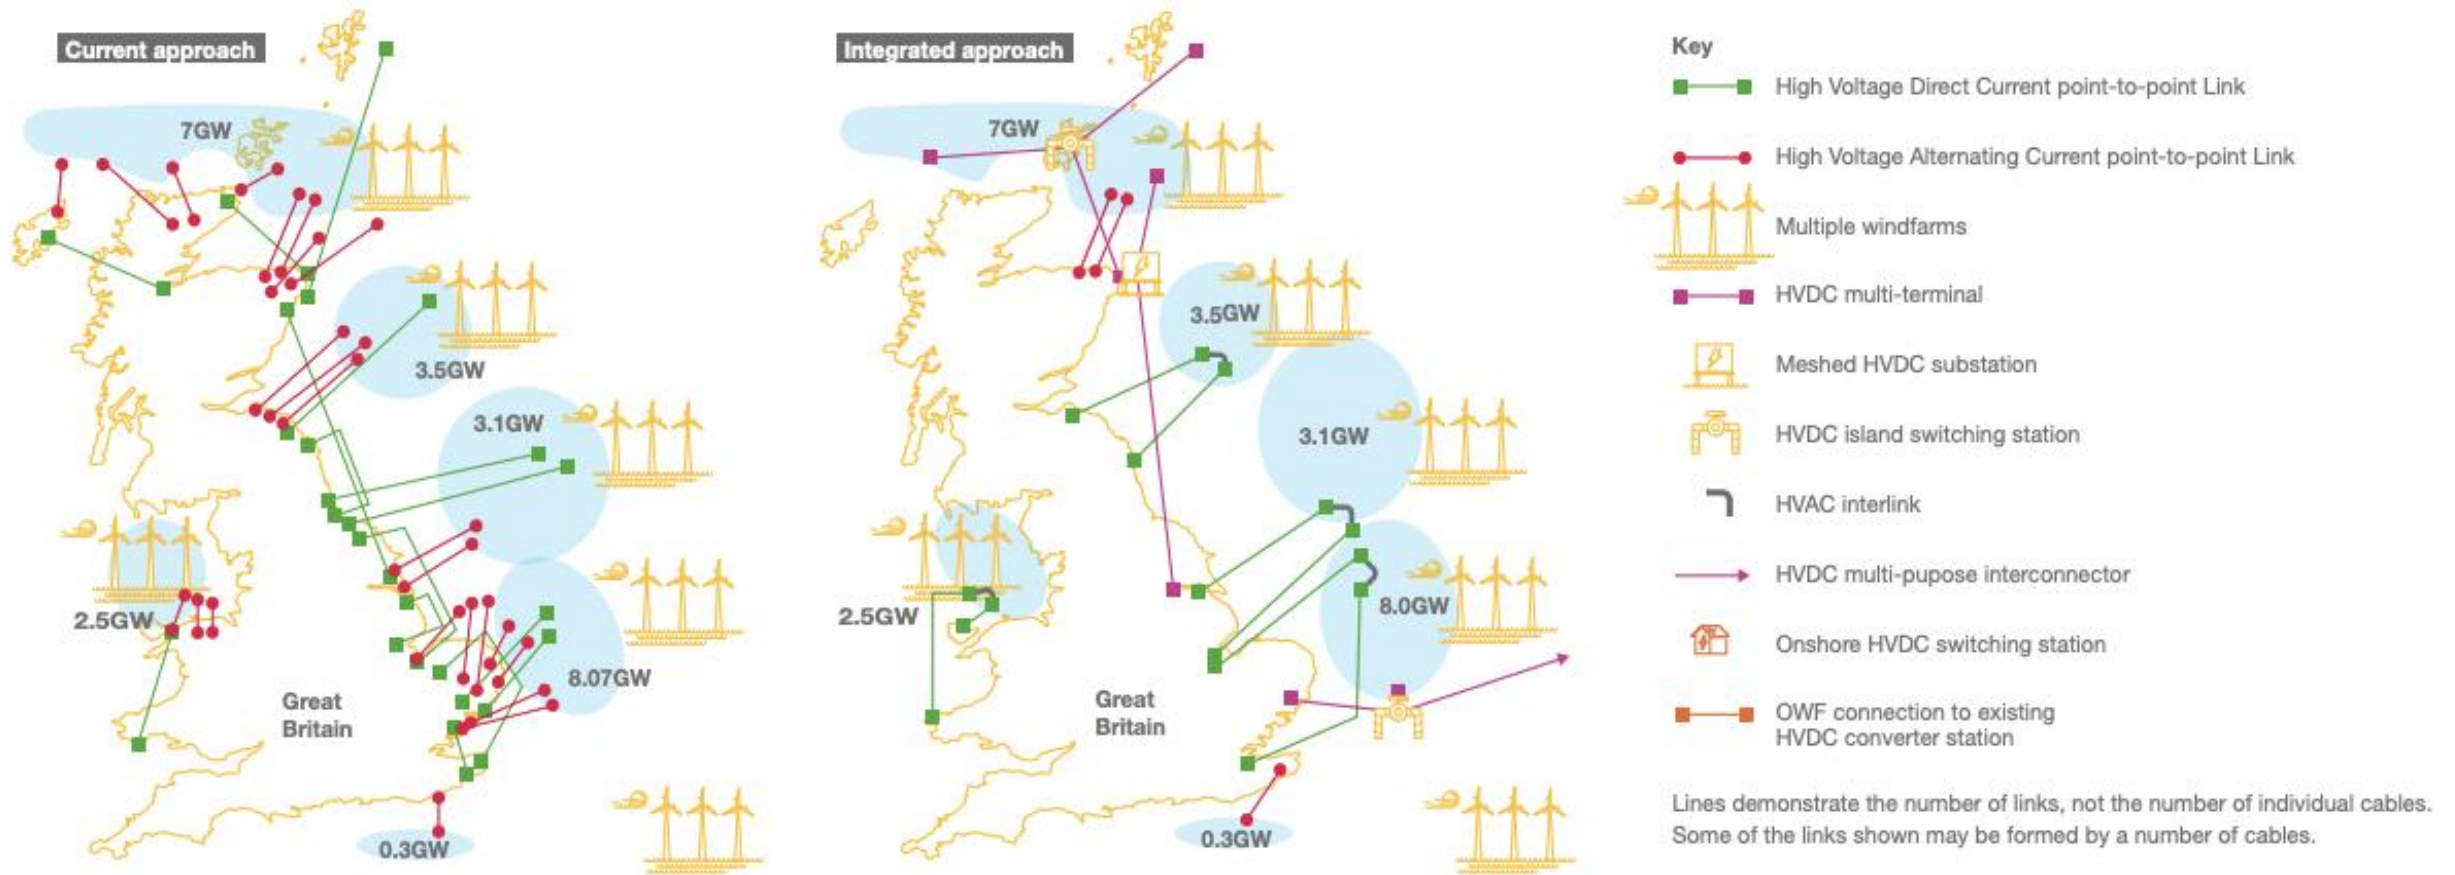 Current approach
7GW
3.5GW
3.1GW
2.5GW
8.07GW
Great
Britain
0.3GW
Integrated approach
7GW
3.5GW
3.1GW
2.5GW
8.0GW
Great
Britain
0.3GW
Key
High Voltage Direct Current point-to-point Link
High Voltage Alternating Current point-to-point Link
Multiple windfarms
HVDC multi-terminal
Meshed HVDC substation
HVDC island switching station
HVAC interlink
HVDC multi-pupose interconnector
Onshore HVDC switching station
OWF connection to existing
HVDC converter station
Lines demonstrate the number of links, not the number of individual cables.
Some of the links shown may be formed by a number of cables.